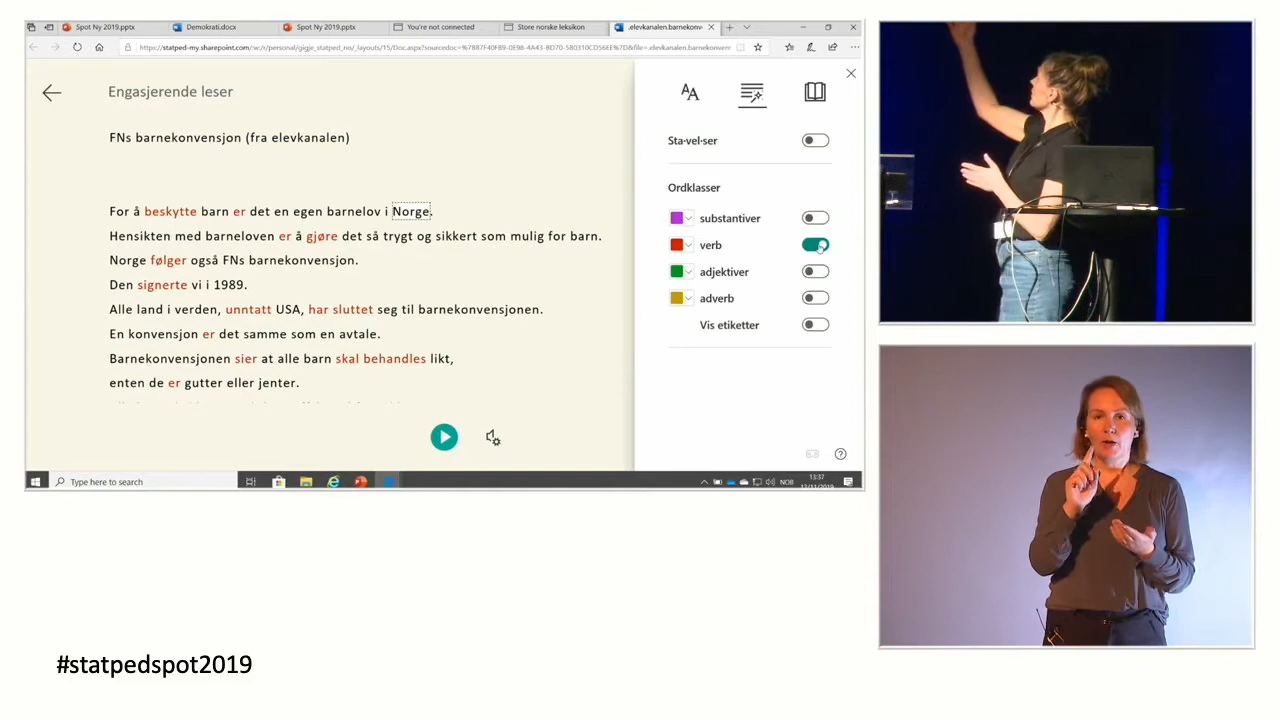 Spot Ny 2019.pptx
Demokrati.docx
Spot Ny 2019.pptx
You're not connected
Store norske leksikon
.elevkanalen.barnekonv
Engasjerende leser
FNs barnekonvensjon (fra elevkanalen)
For å beskytte barn er det en egen barnelov i Norge.
Hensikten med barneloven er å gjøre det så trygt og sikkert som mulig for barn.
Norge følger også FNs barnekonvensjon.
Den signerte vi i 1989.
Alle land i verden, unntatt USA, har sluttet seg til barnekonvensjonen.
En konvensjon er det samme som en avtale.
Barnekonvensjonen sier at alle barn skal behandles likt,
enten de er gutter eller jenter.
Sta·vel·ser
Ordklasser
substantiver
verb
adjektiver
adverb
Vis etiketter
Type here to search
NOB
13:37
#statpedspot2019